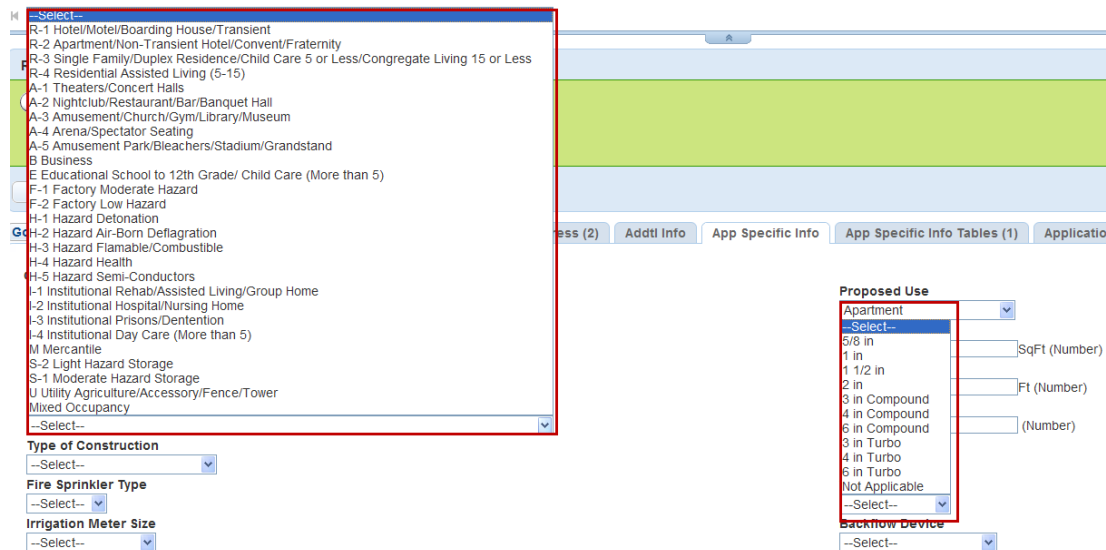 --Select--
R-1 Hotel/Motel/Boarding House/Transient
R-2 Apartment/Non-Transient Hotel/Convent/Fraternity
R-3 Single Family/Duplex Residence/Child Care 5 or Less/Congregate Living 15 or Less
R-4 Residential Assisted Living (5-15)
A-1 Theaters/Concert Halls
A-2 Nightclub/Restaurant/Bar/Banquet Hall
A-3 Amusement/Church/Gym/Library/Museum
A-4 Arena/Spectator Seating
A-5 Amusement Park/Bleachers/Stadium/Grandstand
B Business
E Educational School to 12th Grade/ Child Care (More than 5)
F-1 Factory Moderate Hazard
F-2 Factory Low Hazard
H-1 Hazard Detonation
H-2 Hazard Air-Born Deflagration
H-3 Hazard Flamable/Combustible
H-4 Hazard Health
H-5 Hazard Semi-Conductors
I-1 Institutional Rehab/Assisted Living/Group Home
I-2 Institutional Hospital/Nursing Home
I-3 Institutional Prisons/Dentention
I-4 Institutional Day Care (More than 5)
M Mercantile
S-2 Light Hazard Storage
S-1 Moderate Hazard Storage
U Utility Agriculture/Accessory/Fence/Tower
Mixed Occupancy
--Select--
Type of Construction
--Select--
Fire Sprinkler Type
--Select--
Irrigation Meter Size
--Select--
ress (2) Addtl Info App Specific Info App Specific Info Tables (1) Applicatio
Proposed Use
Apartment
--Select--
5/8 in
1 in
1 1/2 in
2 in
3 in Compound
4 in Compound
6 in Compound
3 in Turbo
4 in Turbo
6 in Turbo
Not Applicable
--Select--
SqFt (Number)
Ft (Number)
(Number)
Backflow Device
--Select--